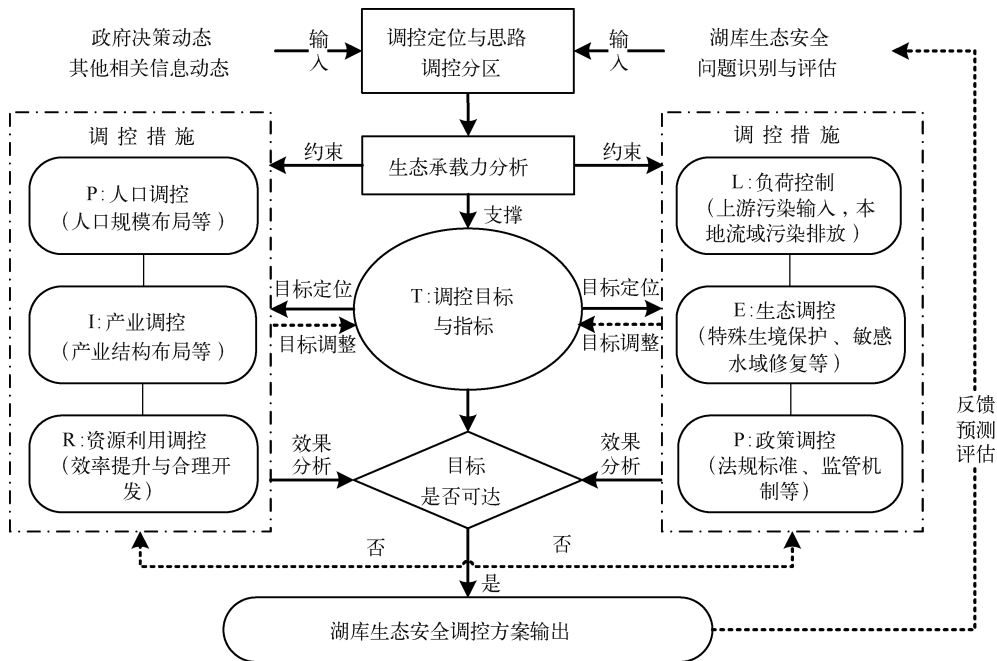 政府决策动态
其他相关信息动态
输
入
调控定位与思路
调控分区
输
入
湖库生态安全
问题识别与评估
调控措施
约束
生态承载力分析
约束
调控措施
P:人口调控
(人口规模布局等)
支撑
L:负荷控制
(上游污染输入,本
地流域污染排放)
目标定位
T:调控目标
与指标
目标定位
I:产业调控
(产业结构布局等)
目标调整
目标调整
E:生态调控
(特殊生境保护、敏感
水域修复等)
R:资源利用调控
(效率提升与合理开
发)
效果
分析
目标
是否可达
效果
分析
P:政策调控
(法规标准、监管机
制等)
反馈
预测
评估
否
否
是
湖库生态安全调控方案输出